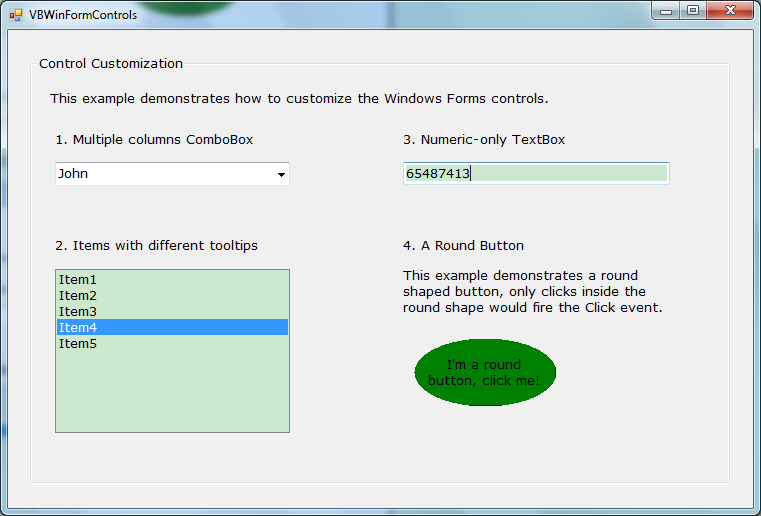 VBWinFormControls
Control Customization
This example demonstrates how to customize the Windows Forms controls.
1. Multiple columns ComboBox
John
2. Items with different tooltips
Item1
Item2
Item3
Item4
Item5
3. Numeric-only TextBox
65487413
4. A Round Button
This example demonstrates a round
shaped button, only clicks inside the
round shape would fire the Click event.
I'm a round
button, click me!